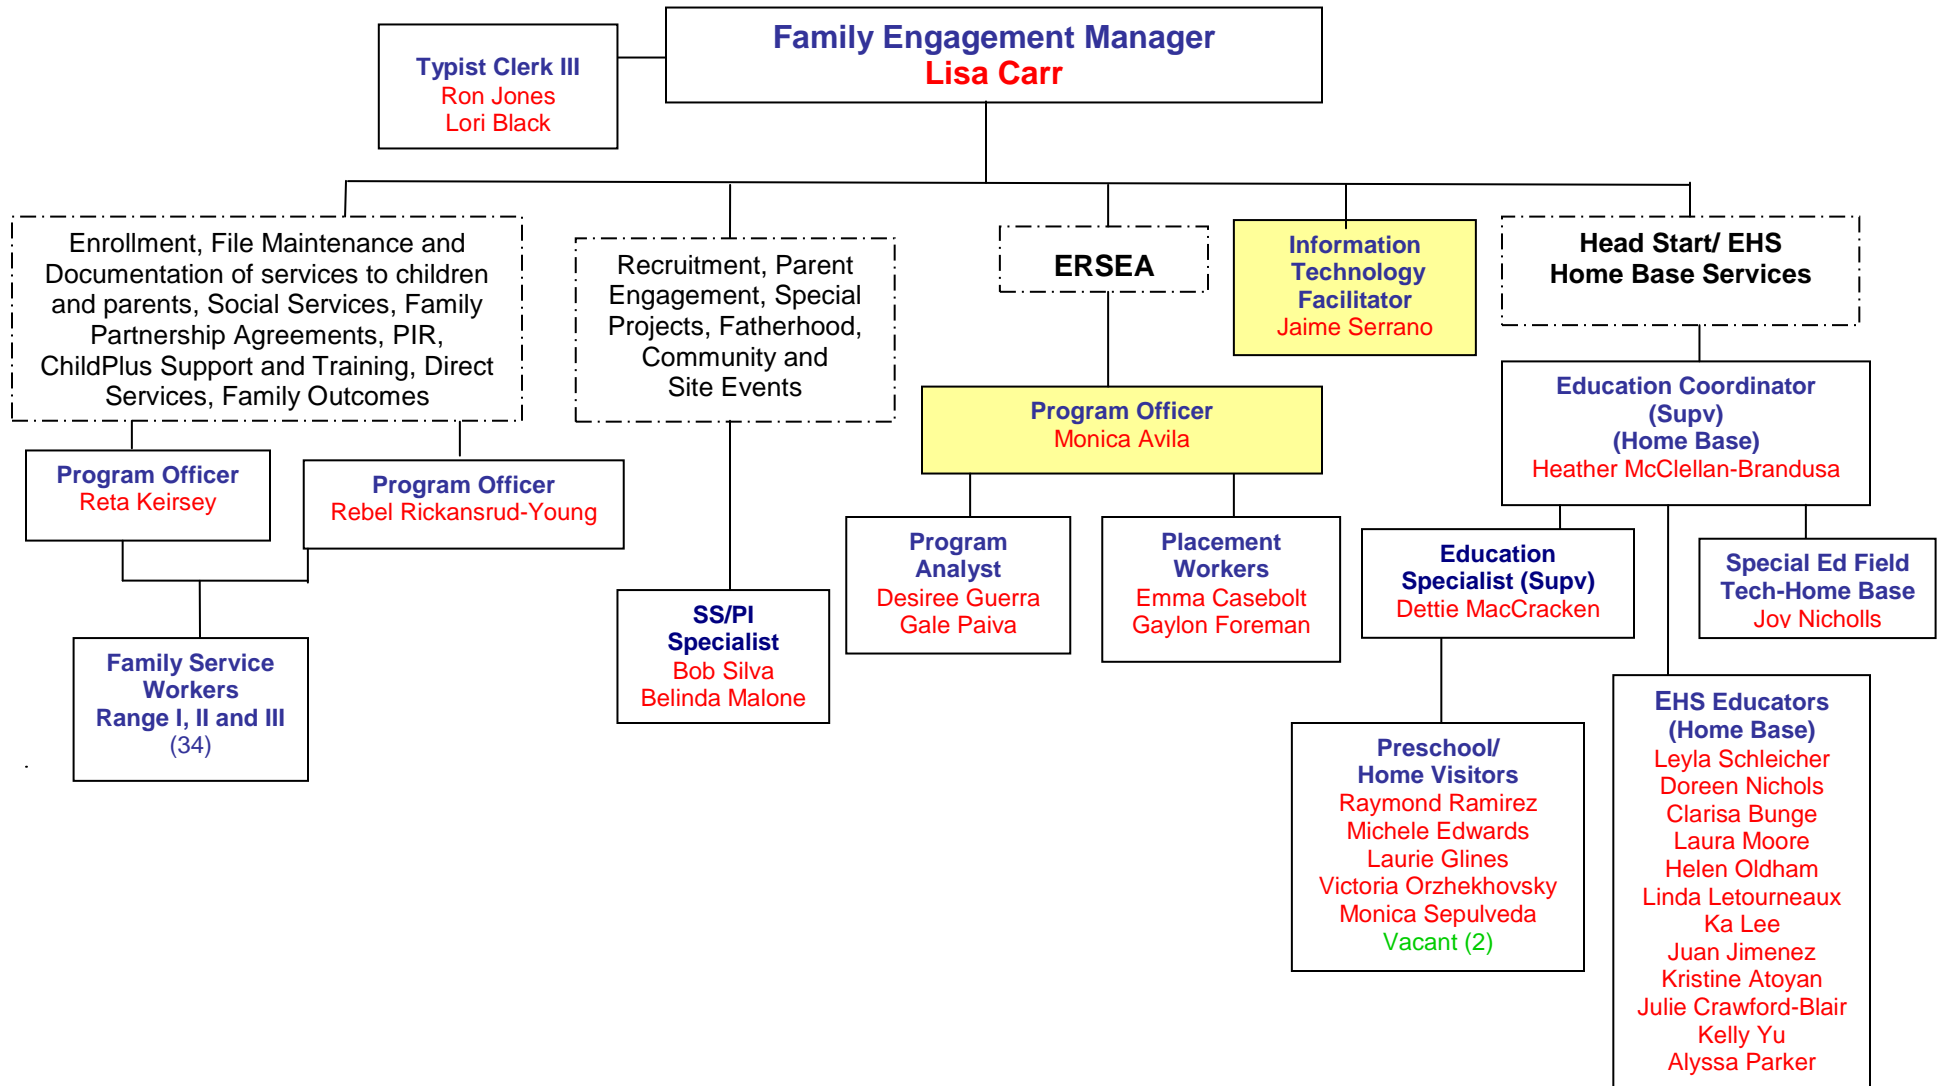 Family Engagement Manager
Lisa Carr
Typist Clerk III
Ron Jones
Lori Black
Enrollment, File Maintenance and
Documentation of services to children
and parents, Social Services, Family
Partnership Agreements, PIR,
ChildPlus Support and Training, Direct
Services, Family Outcomes
Recruitment, Parent
Engagement, Special
Projects, Fatherhood,
Community and
Site Events
ERSEA
Information
Technology
Facilitator
Jaime Serrano
Head Start/ EHS
Home Base Services
Program Officer
Reta Keirsey
Program Officer
Rebel Rickansrud-Young
Program Officer
Monica Avila
Education Coordinator
(Supv)
(Home Base)
Heather McClellan-Brandusa
Family Service
Workers
Range I, II and III
(34)
SS/PI
Specialist
Bob Silva
Belinda Malone
Program
Analyst
Desiree Guerra
Gale Paiva
Placement
Workers
Emma Casebolt
Gaylon Foreman
Education
Specialist (Supv)
Dettie MacCracken
Special Ed Field
Tech-Home Base
Joy Nicholls
Preschool/
Home Visitors
Raymond Ramirez
Michele Edwards
Laurie Glines
Victoria Orzhekhovsky
Monica Sepulveda
Vacant (2)
EHS Educators
(Home Base)
Leyla Schleicher
Doreen Nichols
Clarisa Bunge
Laura Moore
Helen Oldham
Linda Letourneaux
Ka Lee
Juan Jimenez
Kristine Atoyan
Julie Crawford-Blair
Kelly Yu
Alyssa Parker